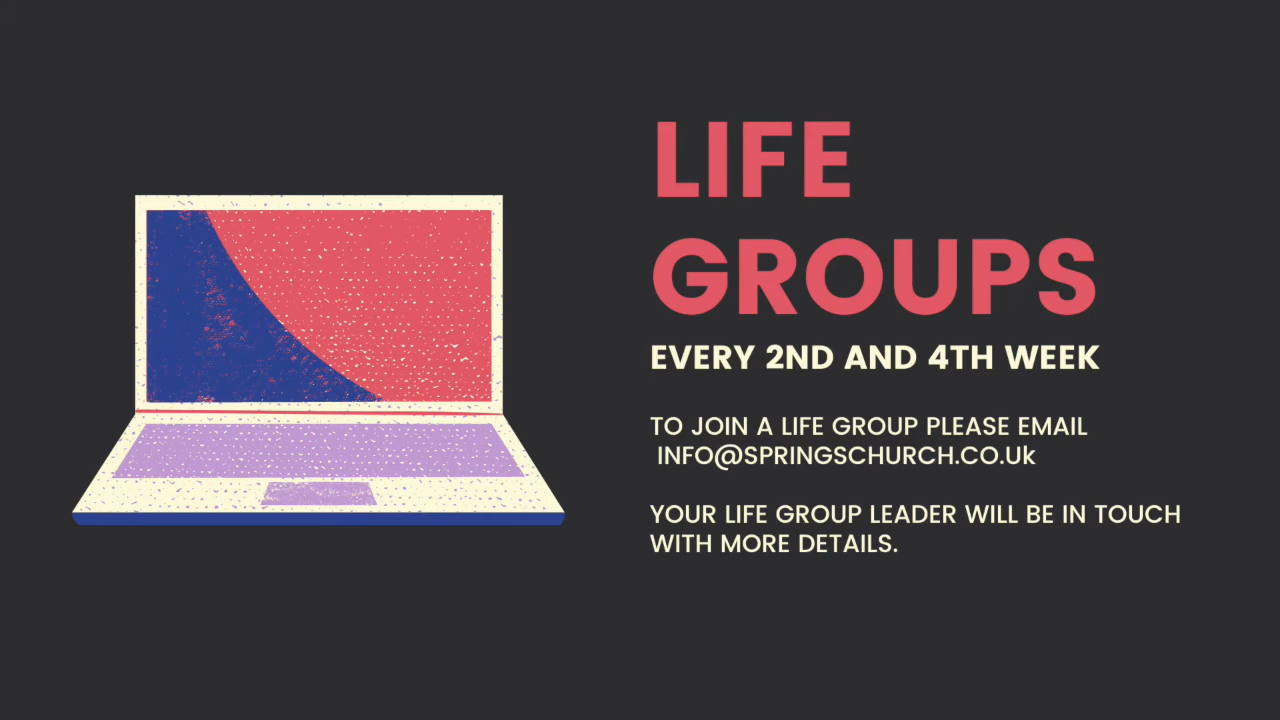 LIFE
GROUPS
EVERY 2ND AND 4TH WEEK
TO JOIN A LIFE GROUP PLEASE EMAIL
INFO@SPRINGSCHURCH.CO.Uk
YOUR LIFE GROUP LEADER WILL BE IN TOUCH
WITH MORE DETAILS.